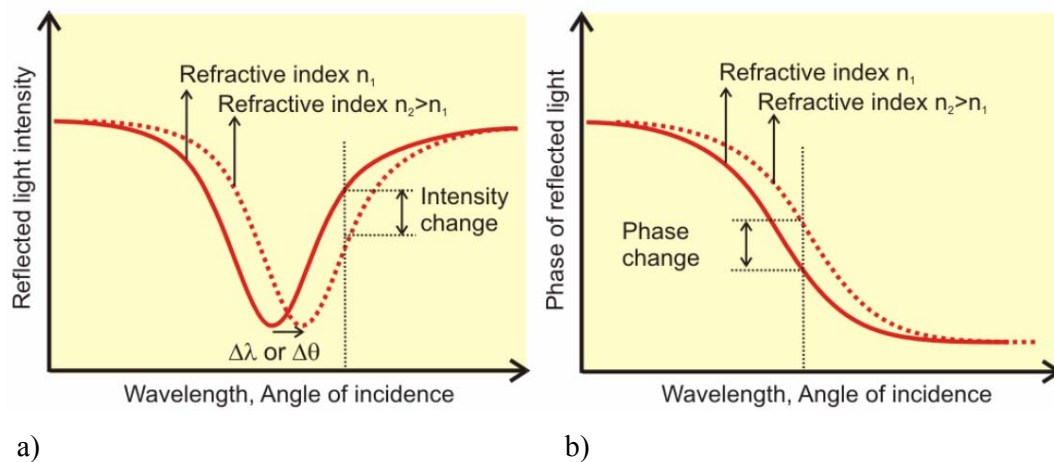 Reflected light intensity
Refractive index n₁
Refractive index n₂>n₁
Intensity
change
Δλ or Δθ
Wavelength, Angle of incidence
a)
Phase of reflected light
Refractive index n₁
Refractive index n₂>n₁
Phase
change
Wavelength, Angle of incidence
b)